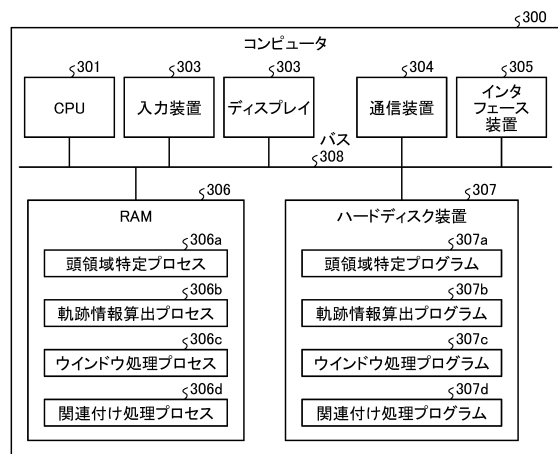 300
コンピュータ
301
303
303
304
305
CPU
入力装置
ディスプレイ
通信装置
インタ
フェース
装置
バス
308
306
307
RAM
ハードディスク装置
306a
頭領域特定プロセス
306b
軌跡情報算出プロセス
306c
ウインドウ処理プロセス
306d
関連付け処理プロセス
307a
頭領域特定プログラム
307b
軌跡情報算出プログラム
307c
ウインドウ処理プログラム
307d
関連付け処理プログラム